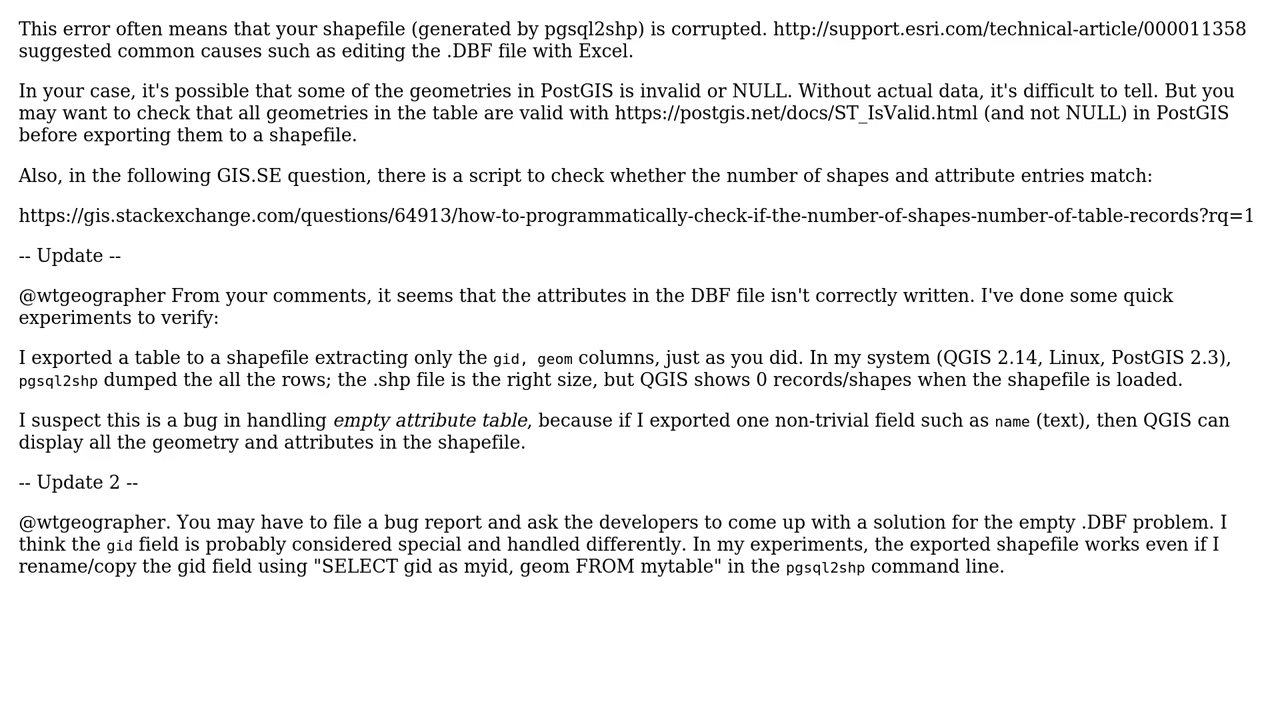 This error often means that your shapefile (generated by pgsql2shp) is corrupted. http://support.esri.com/technical-article/000011358
suggested common causes such as editing the .DBF file with Excel.
In your case, it's possible that some of the geometries in PostGIS is invalid or NULL. Without actual data, it's difficult to tell. But you
may want to check that all geometries in the table are valid with https://postgis.net/docs/ST_IsValid.html (and not NULL) in PostGIS
before exporting them to a shapefile.
Also, in the following GIS.SE question, there is a script to check whether the number of shapes and attribute entries match:
https://gis.stackexchange.com/questions/64913/how-to-programmatically-check-if-the-number-of-shapes-number-of-table-records?rq=1
-- Update --
@wtgeographer From your comments, it seems that the attributes in the DBF file isn't correctly written. I've done some quick
experiments to verify:
I exported a table to a shapefile extracting only the gid, geom columns, just as you did. In my system (QGIS 2.14, Linux, PostGIS 2.3),
pgsql2shp dumped the all the rows; the .shp file is the right size, but QGIS shows 0 records/shapes when the shapefile is loaded.
I suspect this is a bug in handling empty attribute table, because if I exported one non-trivial field such as name (text), then QGIS can
display all the geometry and attributes in the shapefile.
-- Update 2 --
@wtgeographer. You may have to file a bug report and ask the developers to come up with a solution for the empty .DBF problem. I
think the gid field is probably considered special and handled differently. In my experiments, the exported shapefile works even if I
rename/copy the gid field using "SELECT gid as myid, geom FROM mytable" in the pgsql2shp command line.